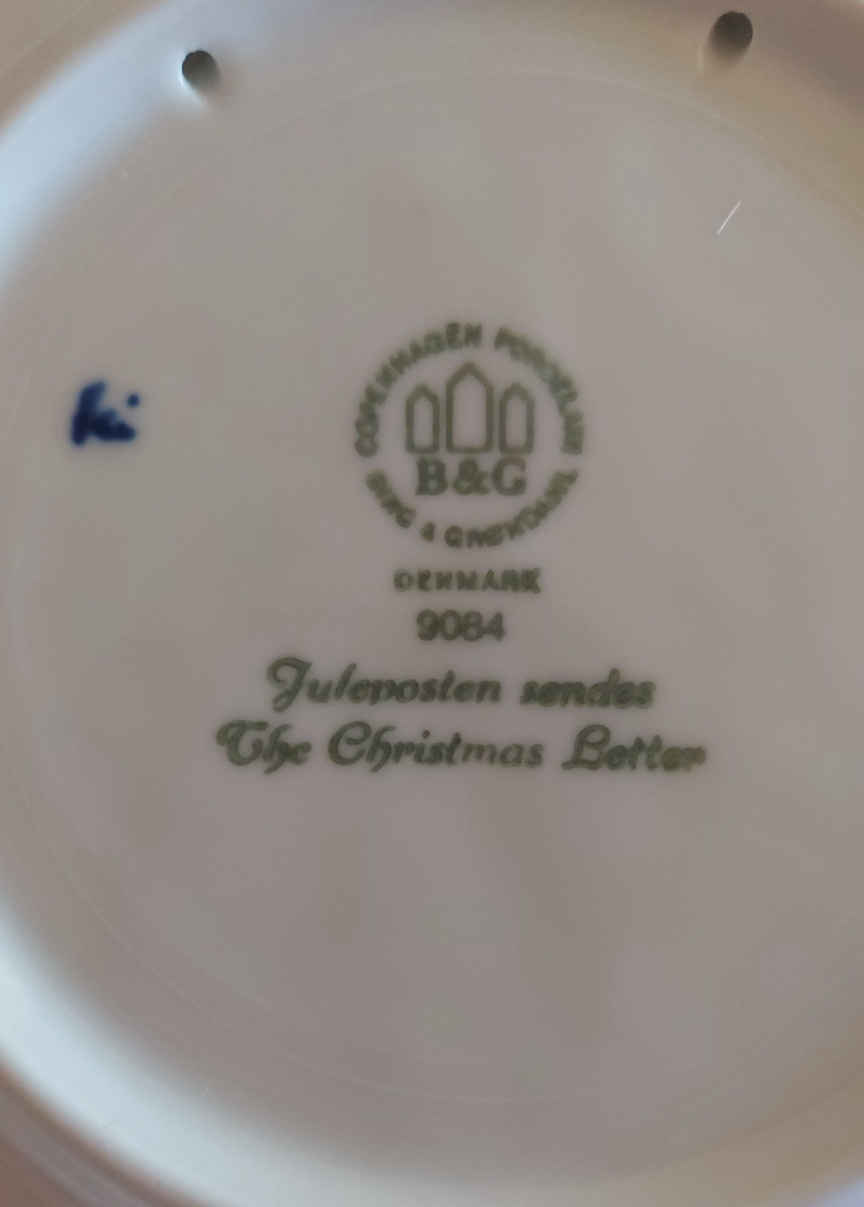 COPENHAGEN PORCELAIN
B&G
BING & GRØNDAHL
DENMARK
9084
Juleposten sendes
The Christmas Letter